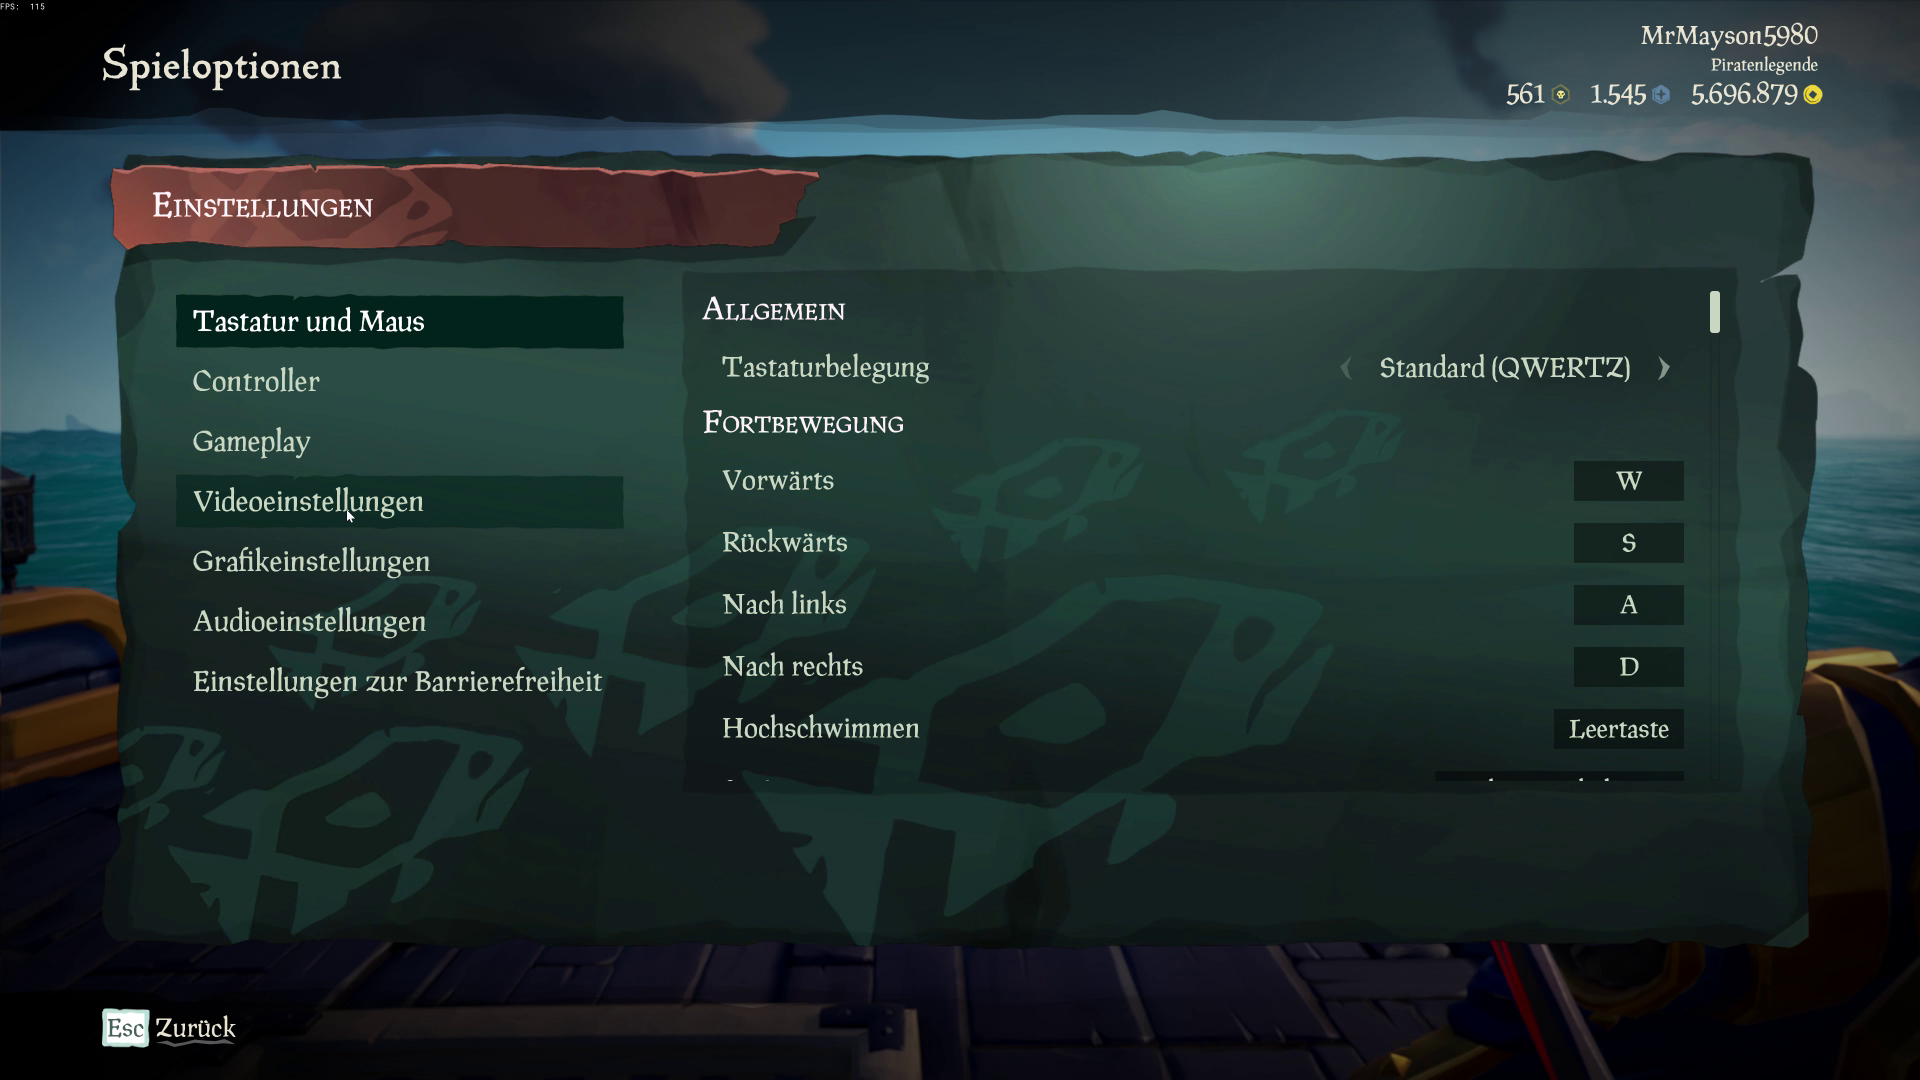 FPS: 115
Spieloptionen
MrMayson5980
Piratenlegende
561 1.545 5.696.879
Einstellungen
Tastatur und Maus
Controller
Gameplay
Videoeinstellungen
Grafikeinstellungen
Audioeinstellungen
Einstellungen zur Barrierefreiheit
Allgemein
Tastaturbelegung Standard (QWERTZ)
Fortbewegung
Vorwärts W
Rückwärts S
Nach links A
Nach rechts D
Hochschwimmen Leertaste
Esc Zurück